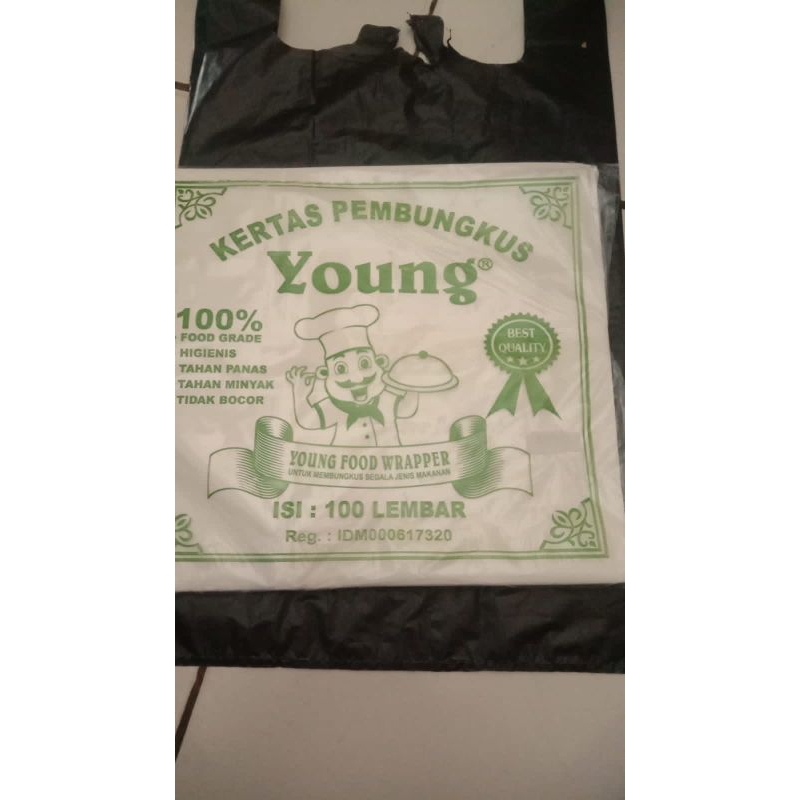 KERTAS PEMBUNGKUS
Young®
100%
FOOD GRADE
HIGIENIS
TAHAN PANAS
TAHAN MINYAK
TIDAK BOCOR
BEST
QUALITY
YOUNG FOOD WRAPPER
UNTUK MEMBUNGKUS SEGALA JENIS MAKANAN
ISI : 100 LEMBAR
Reg. : IDM000617320